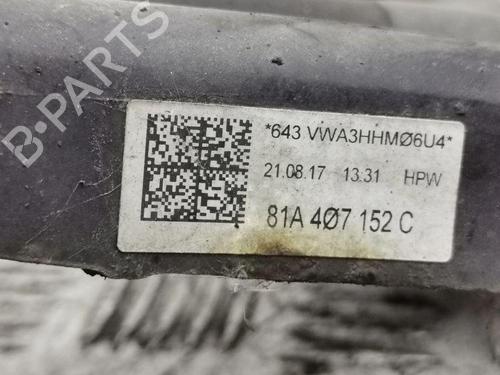 B-PARTS
*643 VWA3HHMØ6U4*
21.08.17 13:31 HPW
81A 4Ø7 152 C